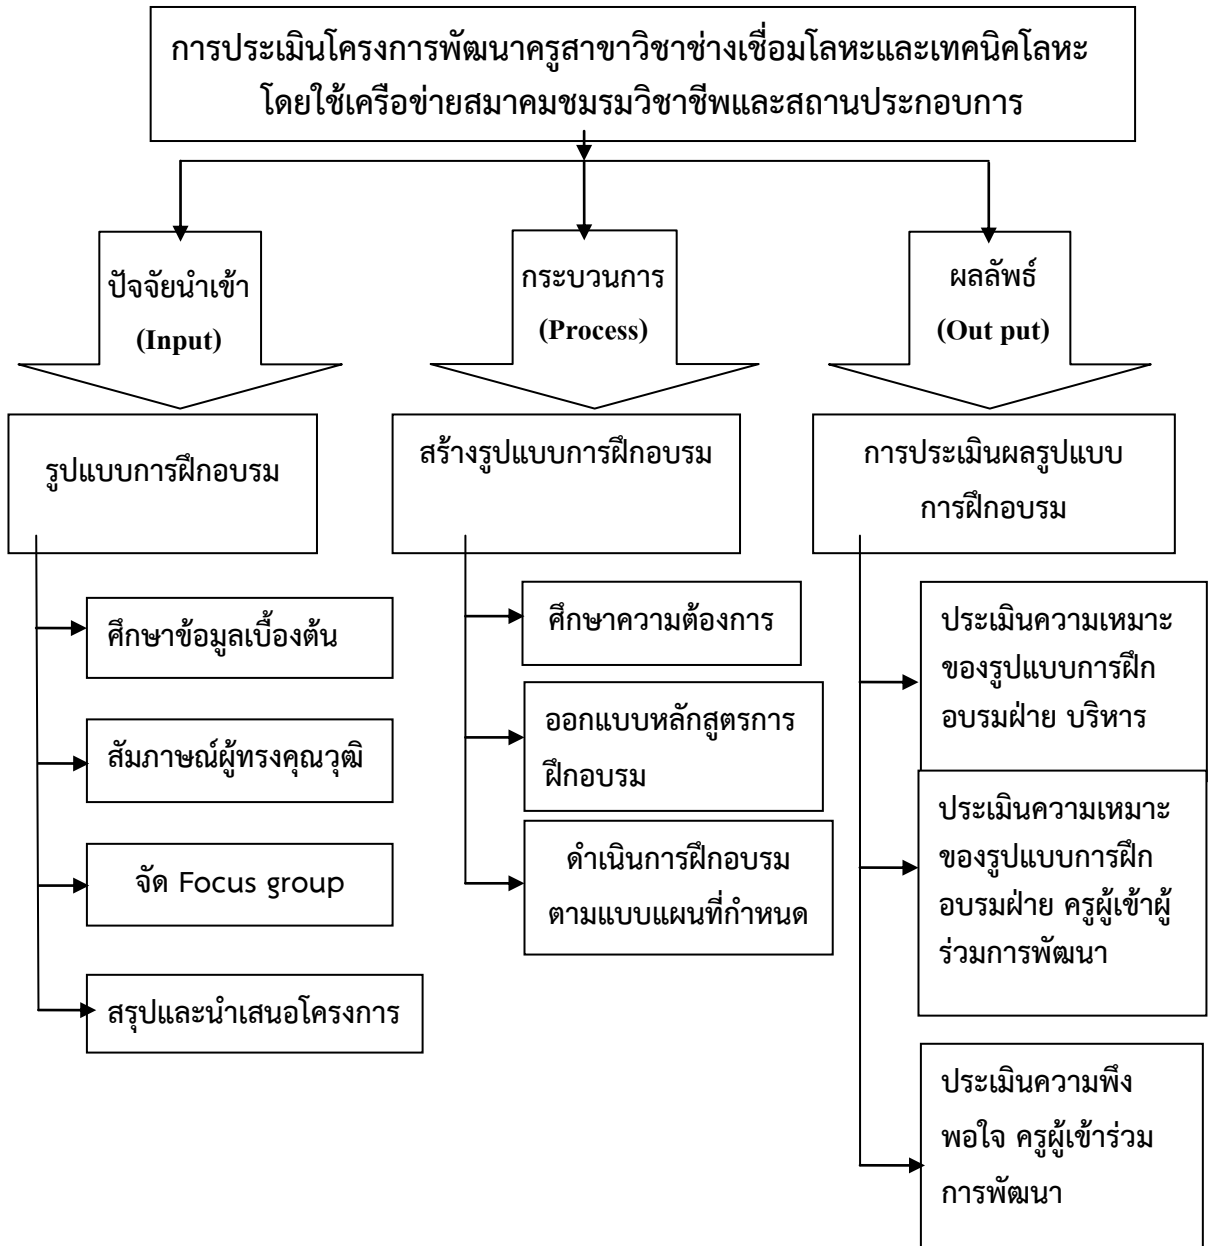 การประเมินโครงการพัฒนาครูสาขาวิชาช่างเชื่อมโลหะและเทคนิคโลหะ
โดยใช้เครือข่ายสมาคมชมรมวิชาชีพและสถานประกอบการ
ปัจจัยนำเข้า
(Input)
กระบวนการ
(Process)
ผลลัพธ์
(Out put)
รูปแบบการฝึกอบรม
ศึกษาข้อมูลเบื้องต้น
สัมภาษณ์ผู้ทรงคุณวุฒิ
จัด Focus group
สรุปและนำเสนอโครงการ
สร้างรูปแบบการฝึกอบรม
ศึกษาความต้องการ
ออกแบบหลักสูตรการ
ฝึกอบรม
ดำเนินการฝึกอบรม
ตามแบบแผนที่กำหนด
การประเมินผลรูปแบบ
การฝึกอบรม
ประเมินความเหมาะ
ของรูปแบบการฝึก
อบรมฝ่าย บริหาร
ประเมินความเหมาะ
ของรูปแบบการฝึก
อบรมฝ่าย ครูผู้เข้าผู้
ร่วมการพัฒนา
ประเมินความพึง
พอใจ ครูผู้เข้าร่วม
การพัฒนา